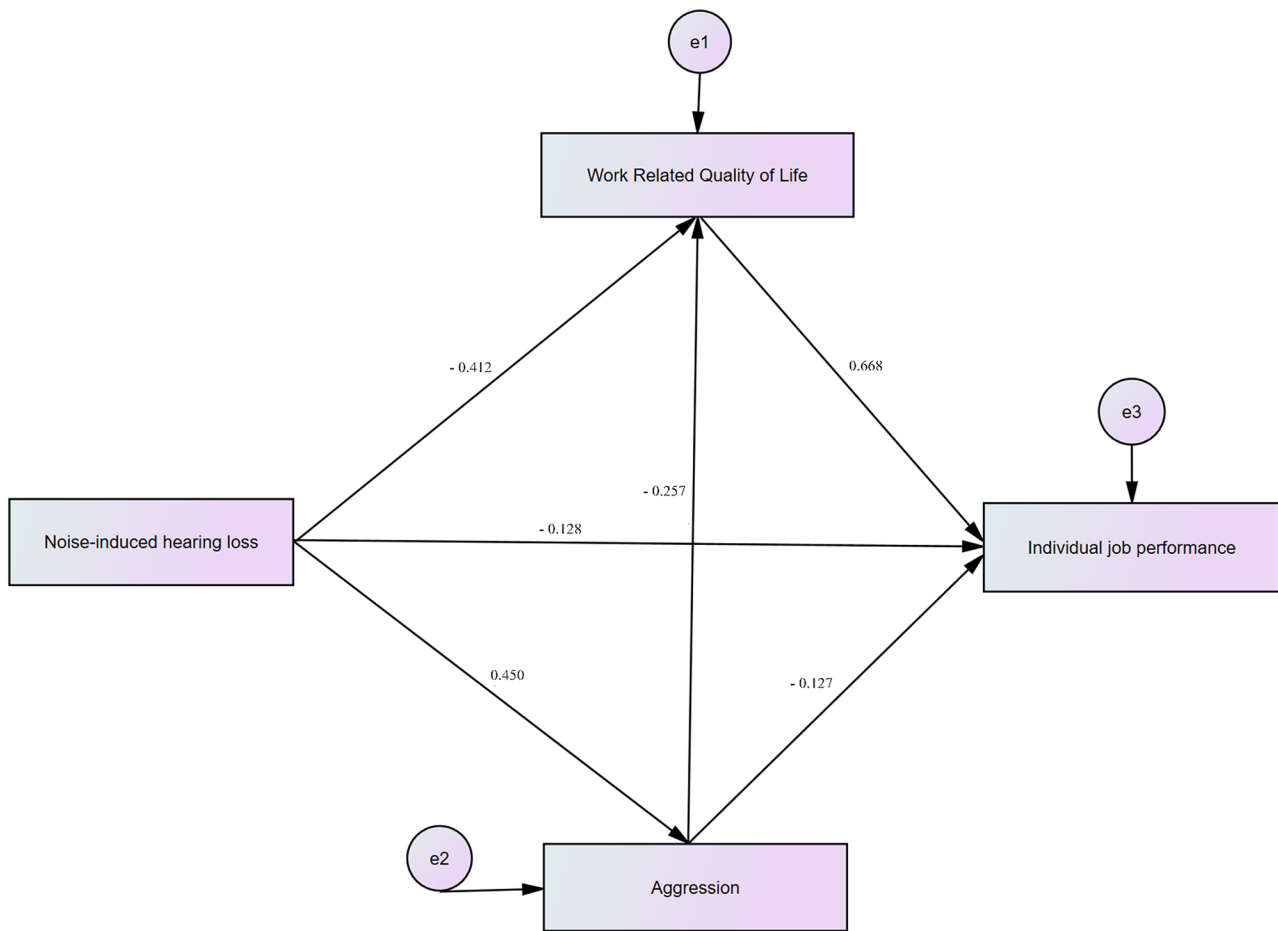 e1
Work Related Quality of Life
- 0.412
0.668
e3
- 0.257
- 0.128
Noise-induced hearing loss
Individual job performance
0.450
- 0.127
e2
Aggression